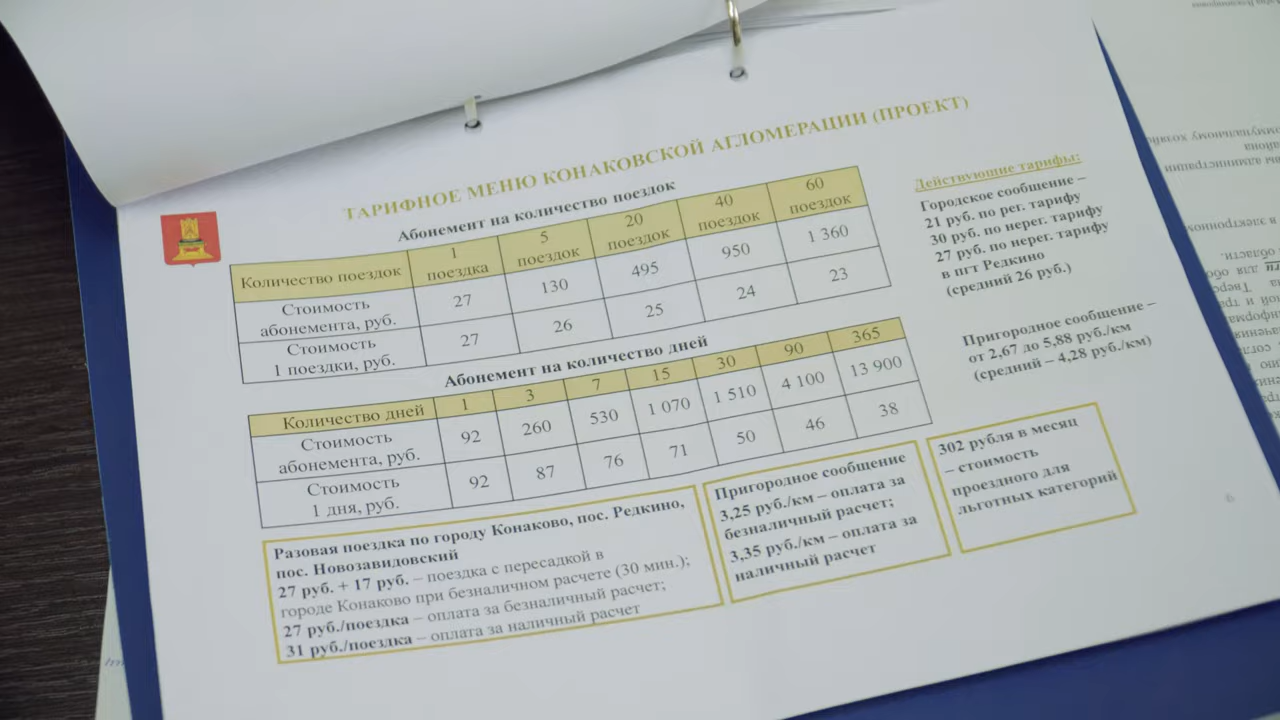 ТАРИФНОЕ МЕНЮ КОНАКОВСКОЙ АГЛОМЕРАЦИИ (ПРОЕКТ)
Абонемент на количество поездок
Количество поездок 1 поездка 5 поездок 20 поездок 40 поездок 60 поездок
Стоимость абонемента, руб. 27 130 495 950 1 360
Стоимость 1 поездки, руб. 27 26 25 24 23
Абонемент на количество дней
Количество дней 1 3 7 15 30 90 365
Стоимость абонемента, руб. 92 260 530 1 070 1 510 4 100 13 900
Стоимость 1 дня, руб. 92 87 76 71 50 46 38
Действующие тарифы:
Городское сообщение –
21 руб. по рег. тарифу
30 руб. по нерег. тарифу
27 руб. по нерег. тарифу
в пгт Редкино
(средний 26 руб.)
Пригородное сообщение –
от 2,67 до 5,88 руб./км
(средний – 4,28 руб./км)
Разовая поездка по городу Конаково, пос. Редкино,
пос. Новозавидовский
27 руб. + 17 руб. – поездка с пересадкой в
городе Конаково при безналичном расчете (30 мин.);
27 руб./поездка – оплата за безналичный расчет;
31 руб./поездка – оплата за наличный расчет
Пригородное сообщение
3,25 руб./км – оплата за
безналичный расчет;
3,35 руб./км – оплата за
наличный расчет
302 рубля в месяц
– стоимость
проездного для
льготных категорий
6